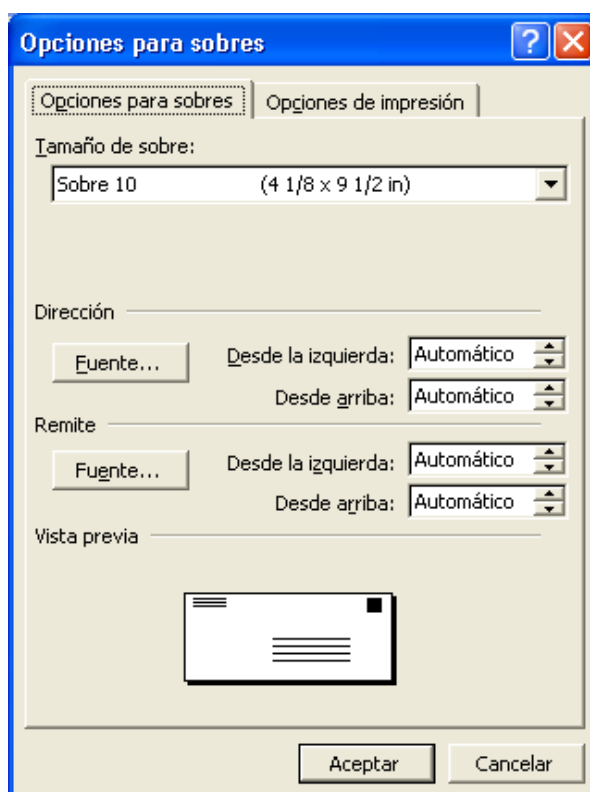 Opciones para sobres
Opciones para sobres Opciones de impresión
Tamaño de sobre:
Sobre 10 (4 1/8 x 9 1/2 in)
Dirección
Fuente... Desde la izquierda: Automático
Desde arriba: Automático
Remite
Fuente... Desde la izquierda: Automático
Desde arriba: Automático
Vista previa
Aceptar Cancelar